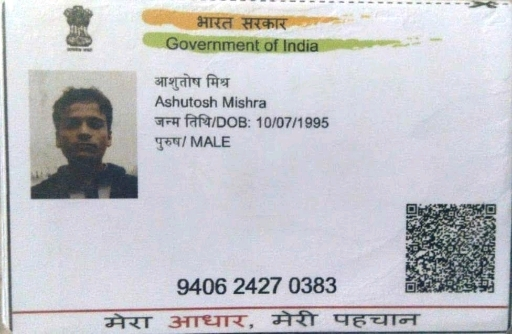 भारत सरकार
Government of India
आशुतोष मिश्र
Ashutosh Mishra
जन्म तिथि/DOB: 10/07/1995
पुरुष/ MALE
9406 2427 0383
मेरा आधार, मेरी पहचान